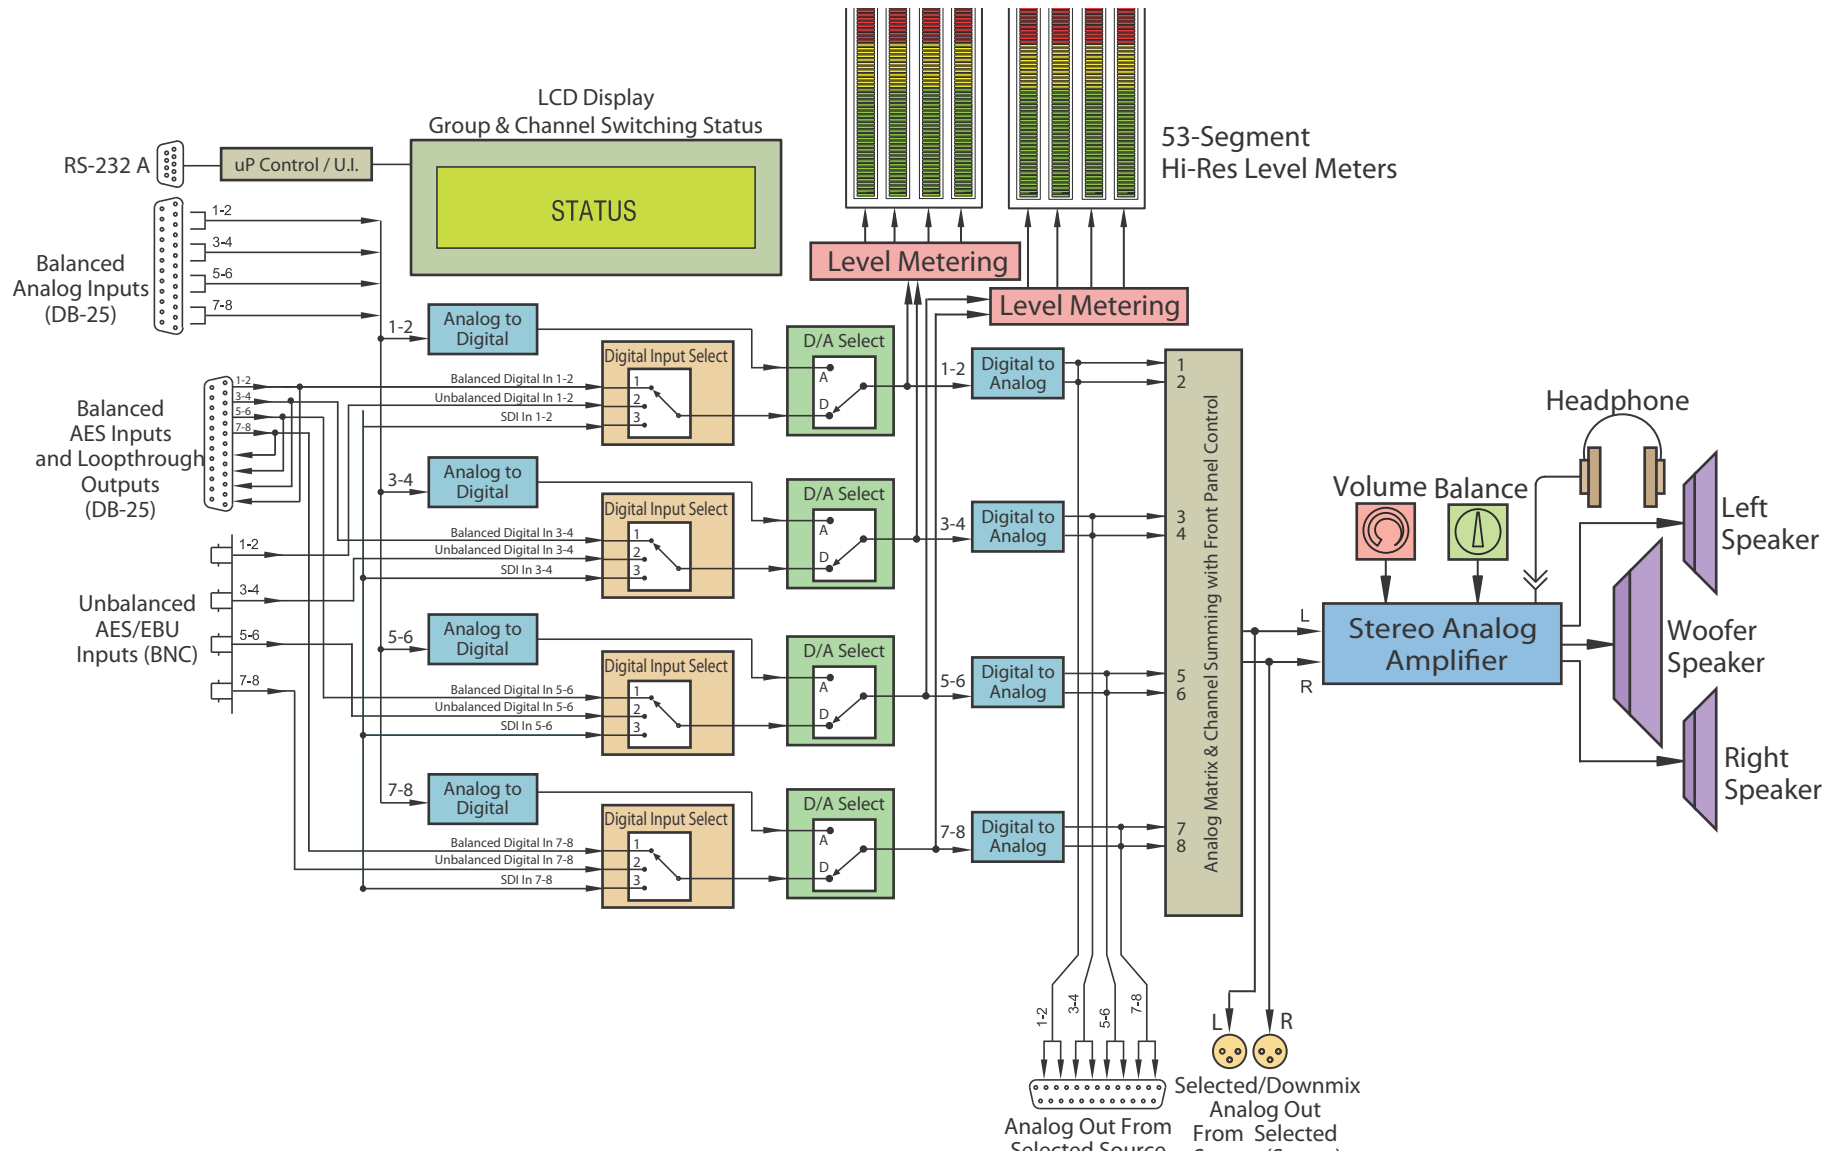 LCD Display
Group & Channel Switching Status
53-Segment
Hi-Res Level Meters
RS-232 A
uP Control / U.I.
STATUS
Balanced
Analog Inputs
(DB-25)
1-2
3-4
5-6
7-8
Level Metering
Level Metering
1-2
Analog to
Digital
Digital Input Select
Balanced Digital In 1-2
Unbalanced Digital In 1-2
SDI In 1-2
1
2
3
D/A Select
A
D
1-2
Digital to
Analog
1
2
Balanced
AES Inputs
and Loopthrough
Outputs
(DB-25)
1-2
3-4
5-6
7-8
3-4
Analog to
Digital
Digital Input Select
Balanced Digital In 3-4
Unbalanced Digital In 3-4
SDI In 3-4
1
2
3
D/A Select
A
D
3-4
Digital to
Analog
3
4
Unbalanced
AES/EBU
Inputs (BNC)
1-2
3-4
5-6
7-8
5-6
Analog to
Digital
Digital Input Select
Balanced Digital In 5-6
Unbalanced Digital In 5-6
SDI In 5-6
1
2
3
D/A Select
A
D
5-6
Digital to
Analog
5
6
7-8
Analog to
Digital
Digital Input Select
Balanced Digital In 7-8
Unbalanced Digital In 7-8
SDI In 7-8
1
2
3
D/A Select
A
D
7-8
Digital to
Analog
7
8
Analog Matrix & Channel Summing with Front Panel Control
L
R
Volume
Balance
Headphone
Stereo Analog
Amplifier
Left
Speaker
Woofer
Speaker
Right
Speaker
1-2
3-4
5-6
7-8
L
R
Analog Out From
Selected Source
Selected/Downmix
Analog Out
From Selected